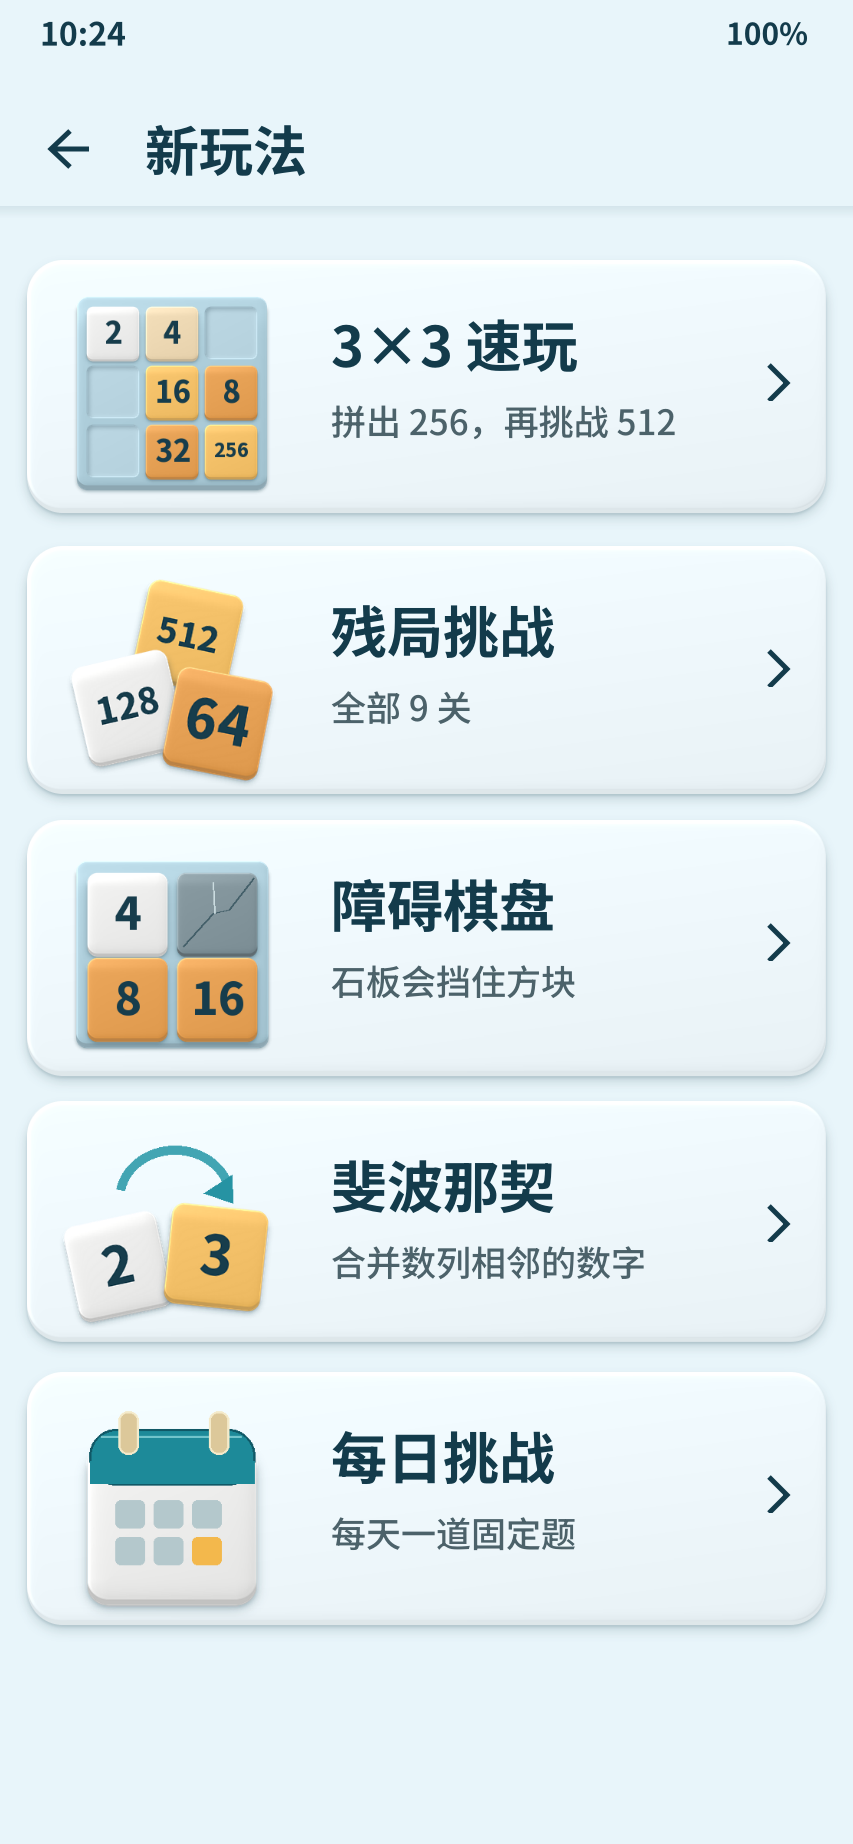 10:24 100%
新玩法
2 4
16 8
32 256
3×3 速玩
拼出 256，再挑战 512
512
128 64
残局挑战
全部 9 关
4
8 16
障碍棋盘
石板会挡住方块
2 3
斐波那契
合并数列相邻的数字
每日挑战
每天一道固定题